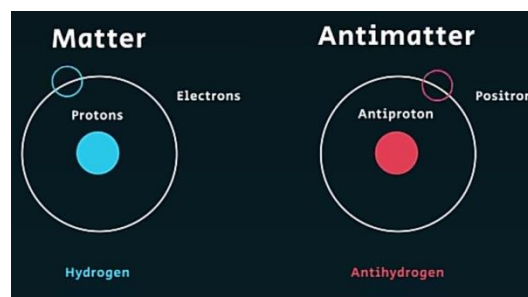 Matter
Antimatter
Electrons
Positron
Protons
Antiproton
Hydrogen
Antihydrogen